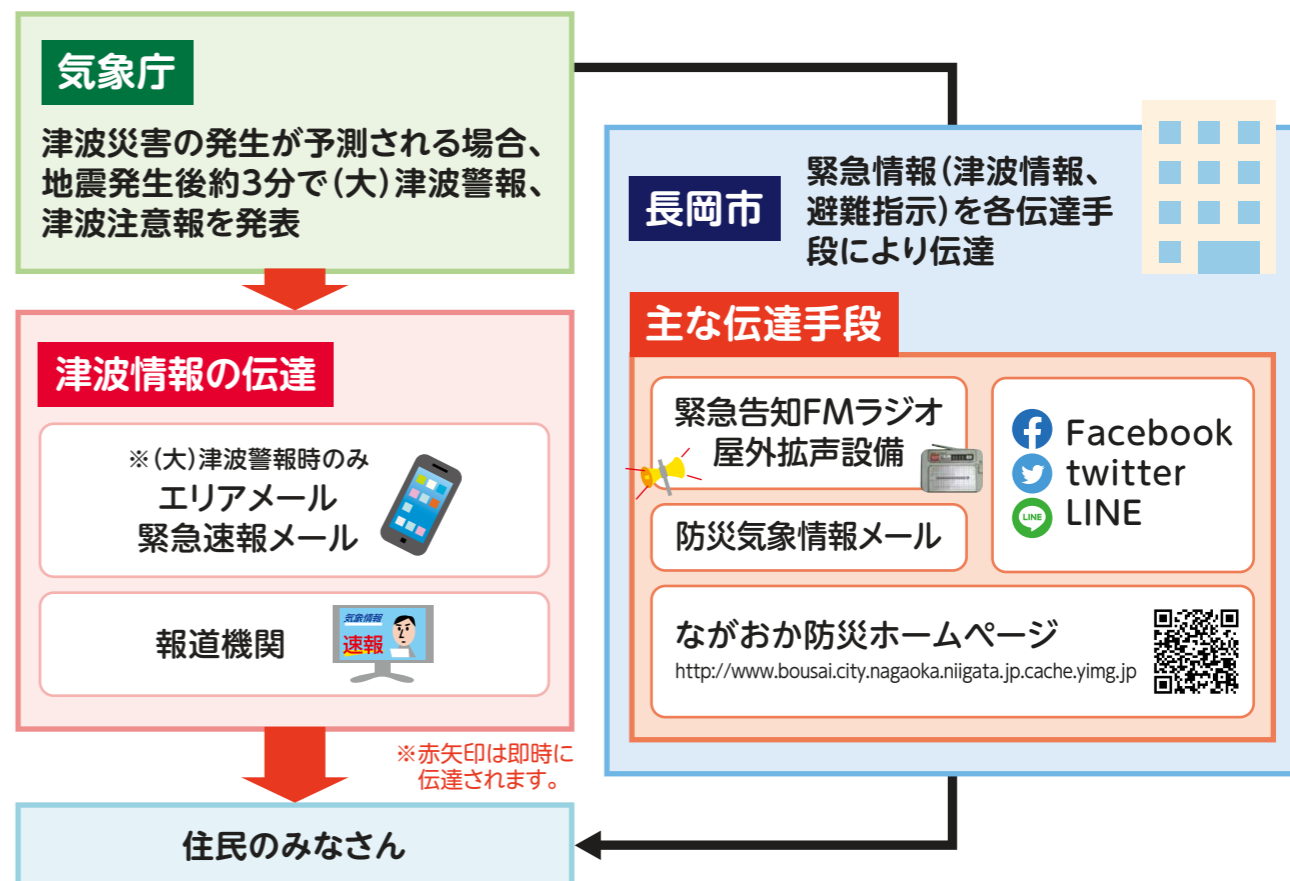 気象庁
津波災害の発生が予測される場合、
地震発生後約3分で(大)津波警報、
津波注意報を発表
津波情報の伝達
※(大)津波警報時のみ
エリアメール
緊急速報メール
報道機関
気象情報
速報
※赤矢印は即時に
伝達されます。
住民のみなさん
長岡市
緊急情報(津波情報、
避難指示)を各伝達手
段により伝達
主な伝達手段
緊急告知FMラジオ
屋外拡声設備
防災気象情報メール
Facebook
twitter
LINE
LINE
ながおか防災ホームページ
http://www.bousai.city.nagaoka.niigata.jp.cache.yimg.jp